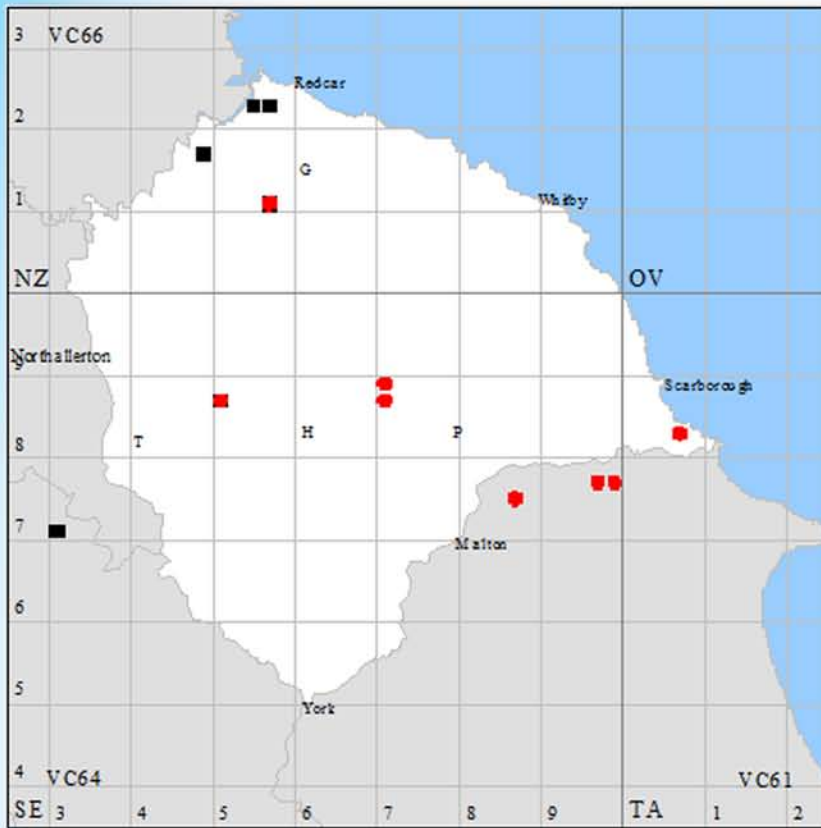 3 VC66
Redcar
2
G
1
Whitby
NZ OV
Northallerton
9
Scarborough
T H P
8
7
Malton
6
5
York
4 VC64 VC61
SE 3 4 5 6 7 8 9 TA 1 2